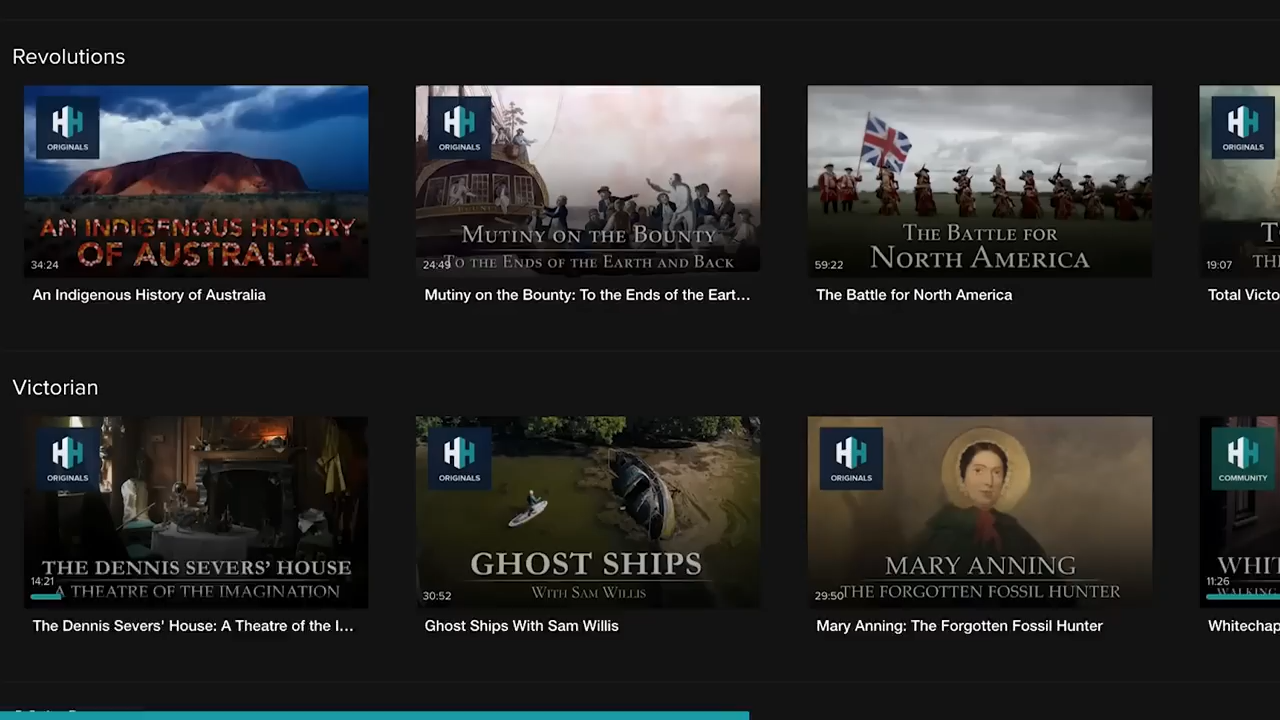 Revolutions
ORIGINALS
AN INDIGENOUS HISTORY
OF AUSTRALIA
34:24
An Indigenous History of Australia
ORIGINALS
MUTINY ON THE BOUNTY
TO THE ENDS OF THE EARTH AND BACK
24:49
Mutiny on the Bounty: To the Ends of the Eart...
THE BATTLE FOR
NORTH AMERICA
59:22
The Battle for North America
ORIGINALS
19:07
Total Victo
Victorian
ORIGINALS
THE DENNIS SEVERS' HOUSE
A THEATRE OF THE IMAGINATION
14:21
The Dennis Severs' House: A Theatre of the I...
ORIGINALS
GHOST SHIPS
WITH SAM WILLIS
30:52
Ghost Ships With Sam Willis
ORIGINALS
MARY ANNING
THE FORGOTTEN FOSSIL HUNTER
29:50
Mary Anning: The Forgotten Fossil Hunter
COMMUNITY
WHIT
WALKING
11:26
Whitechap